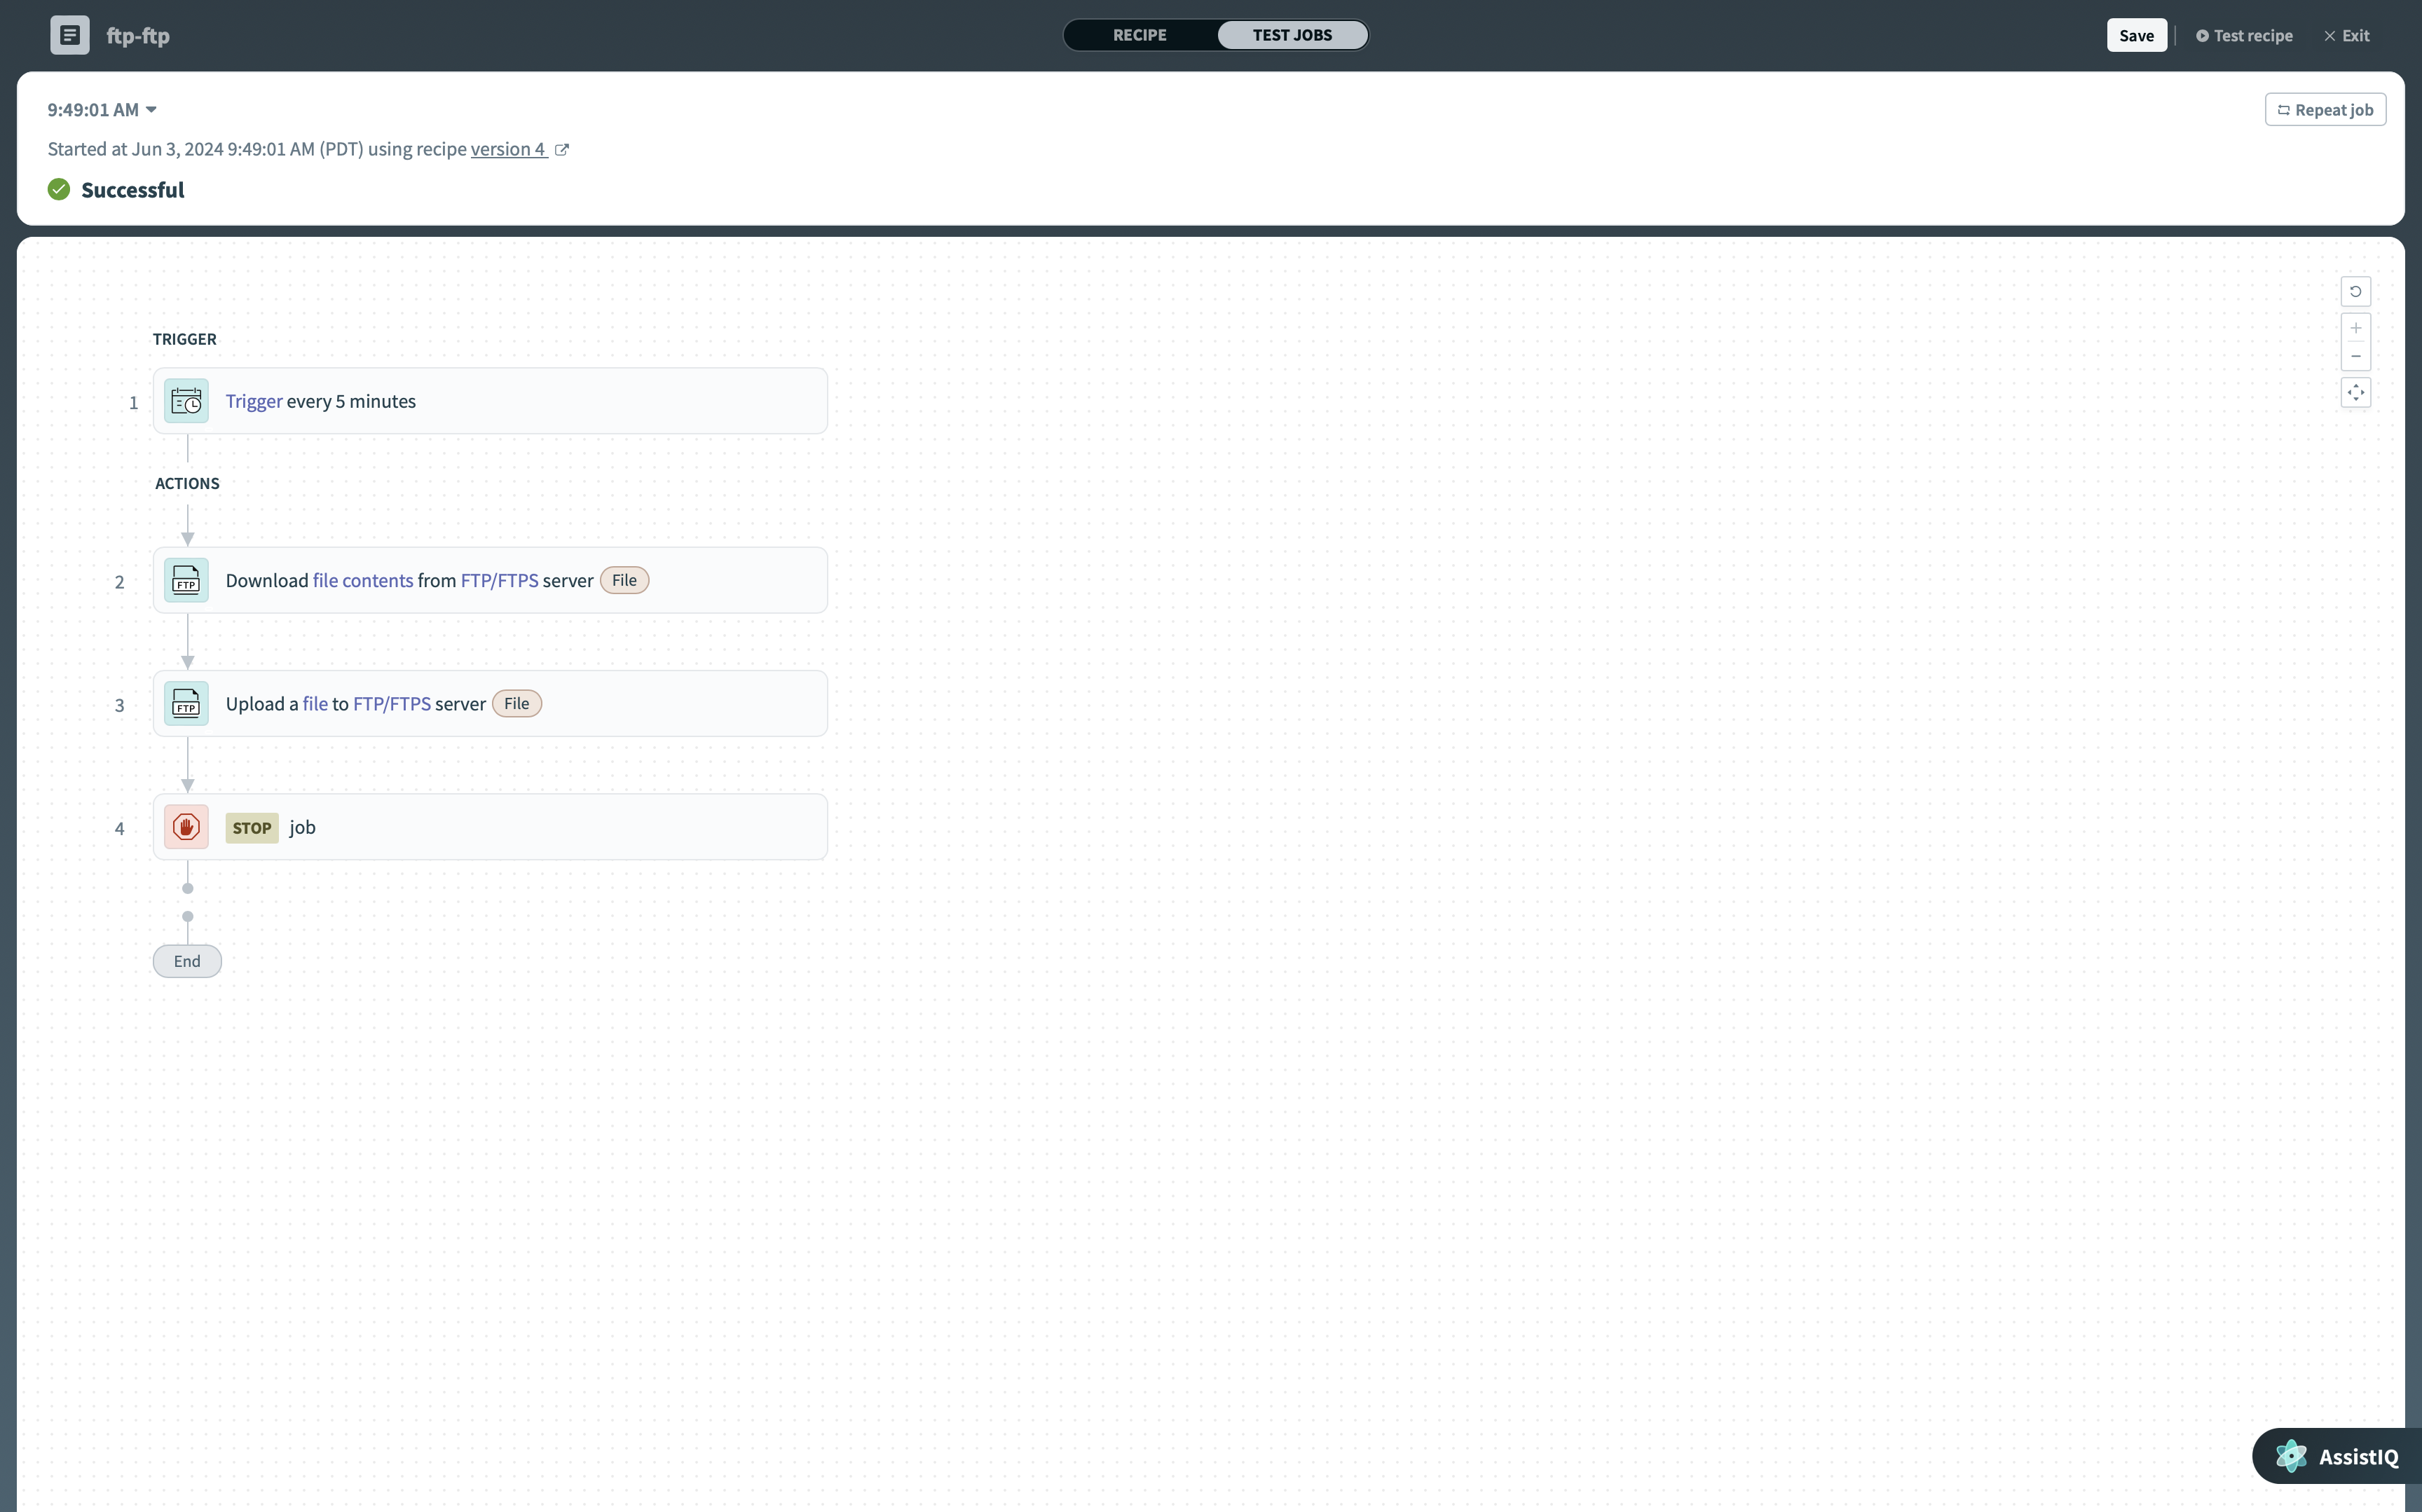 ftp-ftp
RECIPE
TEST JOBS
Save
Test recipe
Exit
9:49:01 AM
Repeat job
Started at Jun 3, 2024 9:49:01 AM (PDT) using recipe version 4
Successful
TRIGGER
1
Trigger every 5 minutes
ACTIONS
2
FTP
Download file contents from FTP/FTPS server File
3
FTP
Upload a file to FTP/FTPS server File
4
STOP job
End
AssistIQ